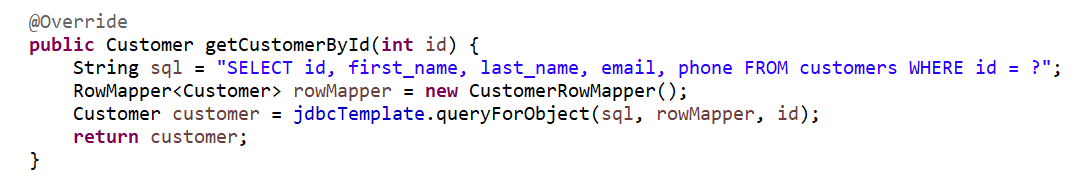 @Override
public Customer getCustomerById(int id) {
    String sql = "SELECT id, first_name, last_name, email, phone FROM customers WHERE id = ?";
    RowMapper<Customer> rowMapper = new CustomerRowMapper();
    Customer customer = jdbcTemplate.queryForObject(sql, rowMapper, id);
    return customer;
}